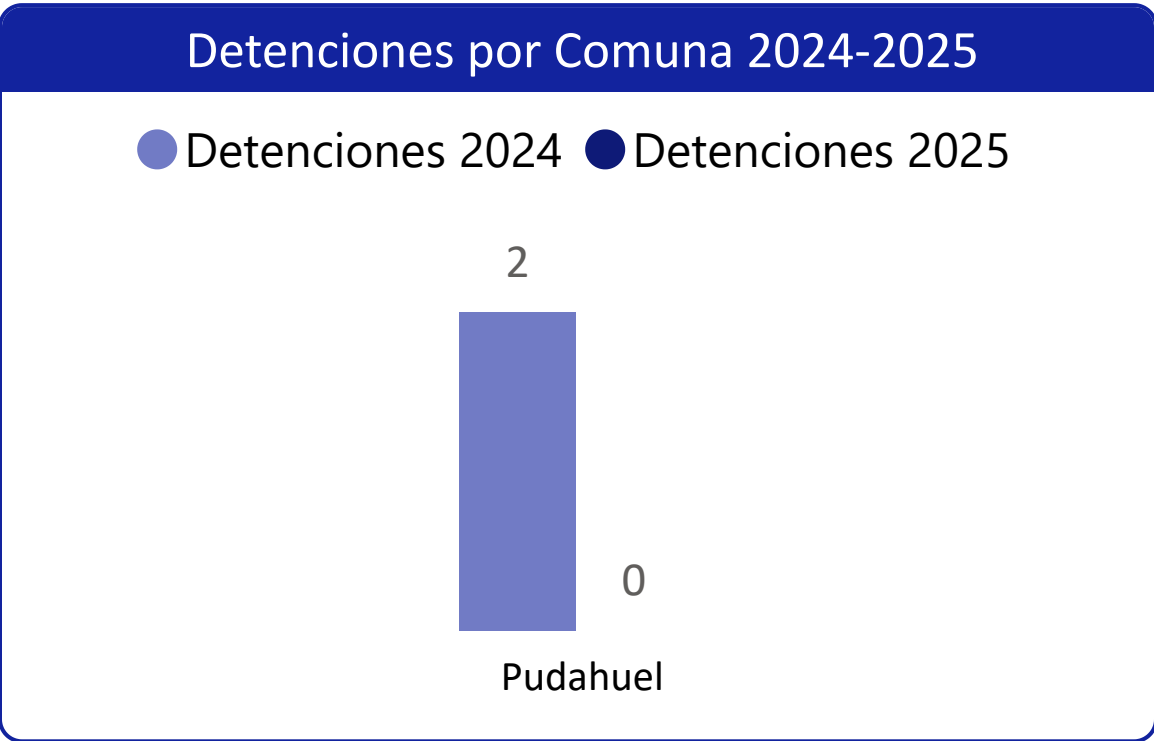 Detenciones por Comuna 2024-2025
Detenciones 2024 Detenciones 2025
2
0
Pudahuel